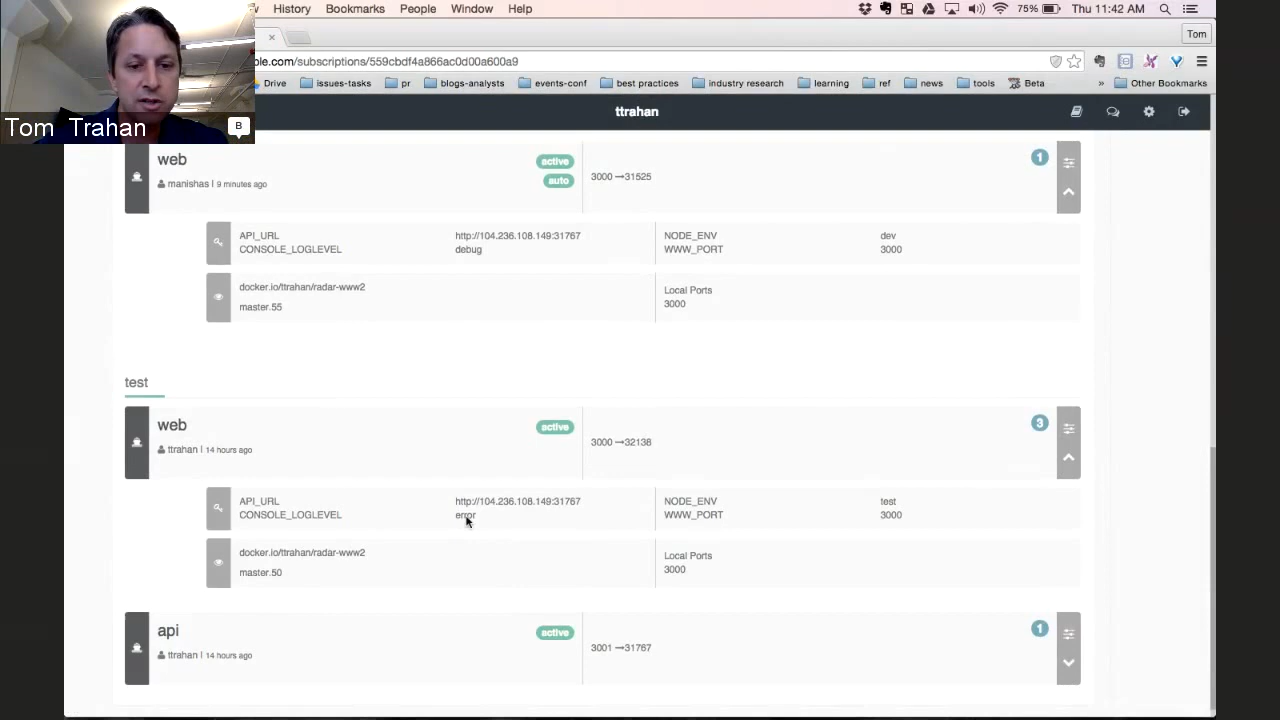 History Bookmarks People Window Help 75% Thu 11:42 AM
Tom
ble.com/subscriptions/559cbdf4a866ac0d00a600a9
Drive issues-tasks pr blogs-analysts events-conf best practices industry research learning ref news tools Beta » Other Bookmarks
Tom Trahan B
ttrahan
web active 3000 →31525 1
manishas | 9 minutes ago auto
API_URL http://104.236.108.149:31767 NODE_ENV dev
CONSOLE_LOGLEVEL debug WWW_PORT 3000
docker.io/ttrahan/radar-www2 Local Ports
master.55 3000
test
web active 3000 →32138 3
ttrahan | 14 hours ago
API_URL http://104.236.108.149:31767 NODE_ENV test
CONSOLE_LOGLEVEL error WWW_PORT 3000
docker.io/ttrahan/radar-www2 Local Ports
master.50 3000
api active 3001 →31767 1
ttrahan | 14 hours ago